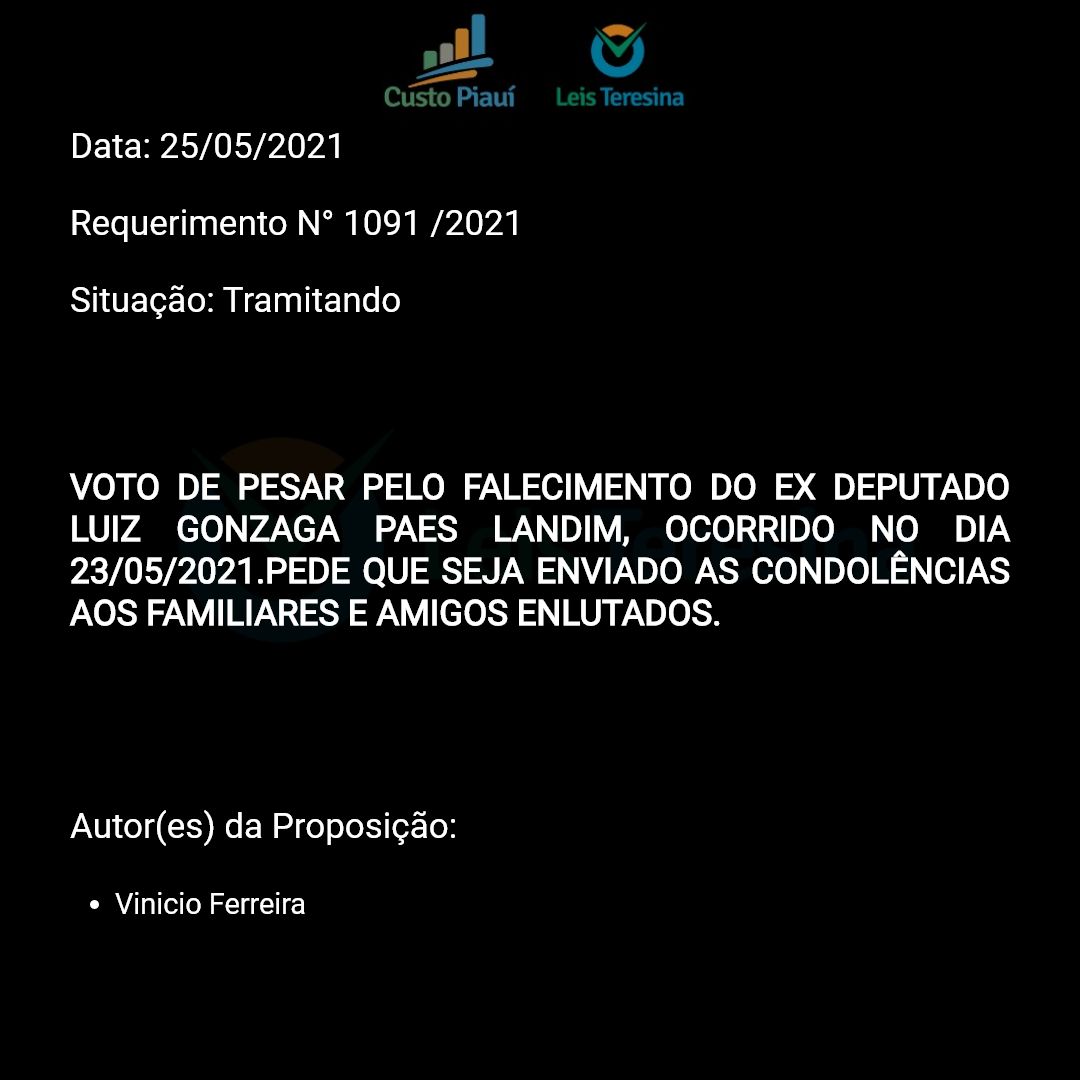 Custo Piauí
Leis Teresina
Data: 25/05/2021
Requerimento N° 1091 /2021
Situação: Tramitando
VOTO DE PESAR PELO FALECIMENTO DO EX DEPUTADO
LUIZ GONZAGA PAES LANDIM, OCORRIDO NO DIA
23/05/2021.PEDE QUE SEJA ENVIADO AS CONDOLÊNCIAS
AOS FAMILIARES E AMIGOS ENLUTADOS.
Leis Teresina
Autor(es) da Proposição:
• Vinicio Ferreira